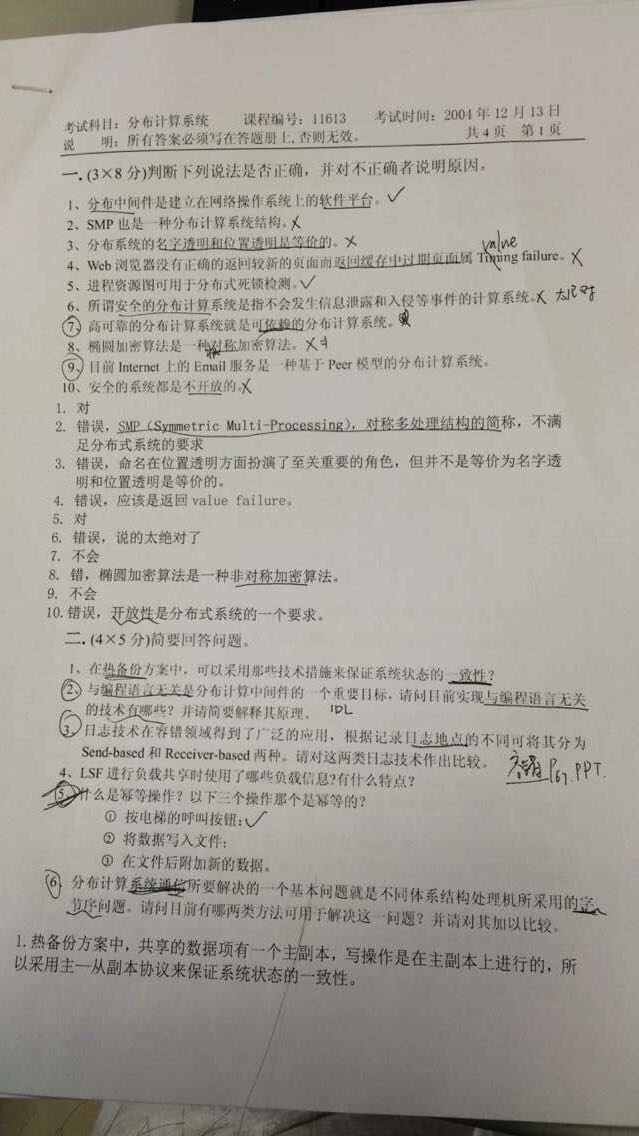 考试科目：分布计算系统 课程编号：11613 考试时间：2004 年 12 月 13 日
说 明：所有答案必须写在答题册上,否则无效。 共 4 页 第 1 页
一．(3×8 分)判断下列说法是否正确，并对不正确者说明原因。
1、分布中间件是建立在网络操作系统上的软件平台。✓
2、SMP 也是一种分布计算系统结构。X
3、分布系统的名字透明和位置透明是等价的。X
value
4、Web 浏览器没有正确的返回较新的页面而返回缓存中过期页面属 Timing failure。X
5、进程资源图可用于分布式死锁检测。✓
6、所谓安全的分布计算系统是指不会发生信息泄露和入侵等事件的计算系统。X
7、高可靠的分布计算系统就是可依赖的分布计算系统。
8、椭圆加密算法是一种对称加密算法。X
9、目前 Internet 上的 Email 服务是一种基于 Peer 模型的分布计算系统。
10、安全的系统都是不开放的。X
1. 对
2. 错误，SMP（Symmetric Multi-Processing），对称多处理结构的简称，不满
足分布式系统的要求
3. 错误，命名在位置透明方面扮演了至关重要的角色，但并不是等价为名字透
明和位置透明是等价的。
4. 错误，应该是返回 value failure。
5. 对
6. 错误，说的太绝对了
7. 不会
8. 错，椭圆加密算法是一种非对称加密算法。
9. 不会
10.错误，开放性是分布式系统的一个要求。
二．(4×5 分)简要回答问题。
1、在热备份方案中，可以采用那些技术措施来保证系统状态的一致性？
2、与编程语言无关是分布计算中间件的一个重要目标，请问目前实现与编程语言无关
的技术有哪些？并请简要解释其原理。 IDL
3、日志技术在容错领域得到了广泛的应用，根据记录日志地点的不同可将其分为
Send-based 和 Receiver-based 两种。请对这两类日志技术作出比较。 容错 P67.PPT.
4、LSF 进行负载共享时使用了哪些负载信息?有什么特点？
5、什么是幂等操作？以下三个操作那个是幂等的？
① 按电梯的呼叫按钮；✓
② 将数据写入文件；
③ 在文件后附加新的数据。
6、分布计算系统通信所要解决的一个基本问题就是不同体系结构处理机所采用的字
节序问题。请问目前有哪两类方法可用于解决这一问题？并请对其加以比较。
1.热备份方案中，共享的数据项有一个主副本，写操作是在主副本上进行的，所
以采用主—从副本协议来保证系统状态的一致性。